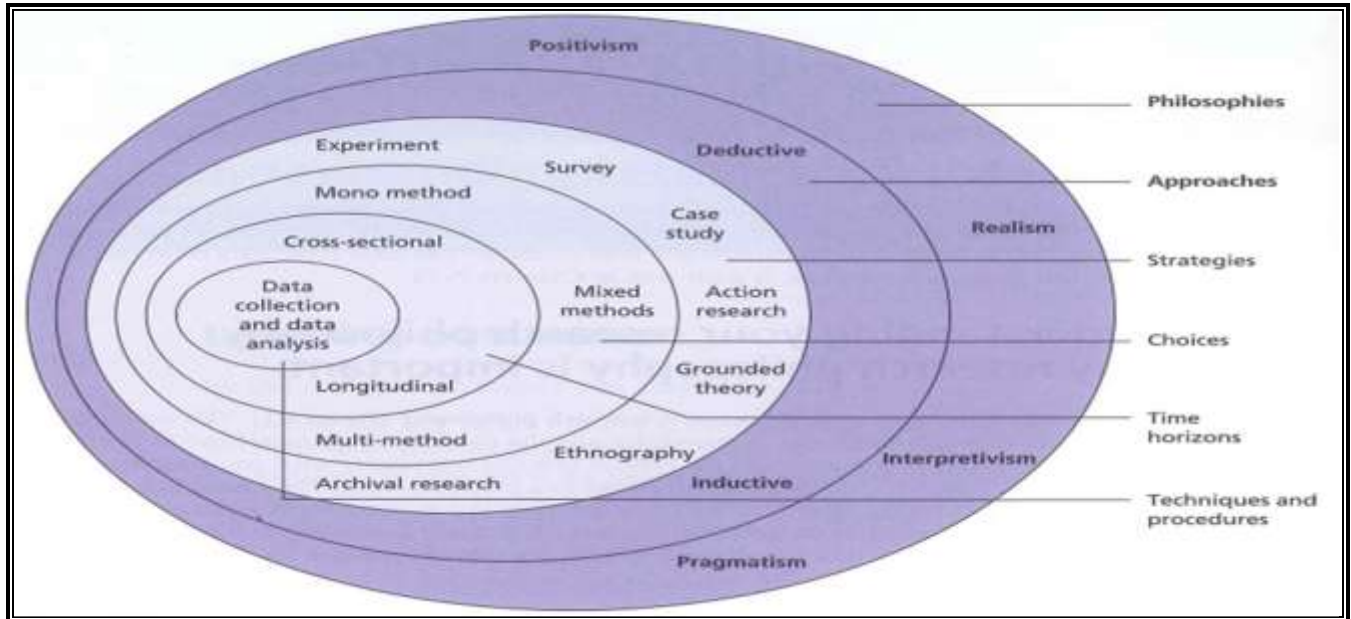 Positivism
Philosophies
Experiment
Deductive
Survey
Approaches
Mono method
Case
study
Realism
Cross-sectional
Strategies
Data
collection
and data
analysis
Mixed
methods
Action
research
Choices
Grounded
theory
Longitudinal
Time
horizons
Multi-method
Ethnography
Interpretivism
Archival research
Inductive
Techniques and
procedures
Pragmatism